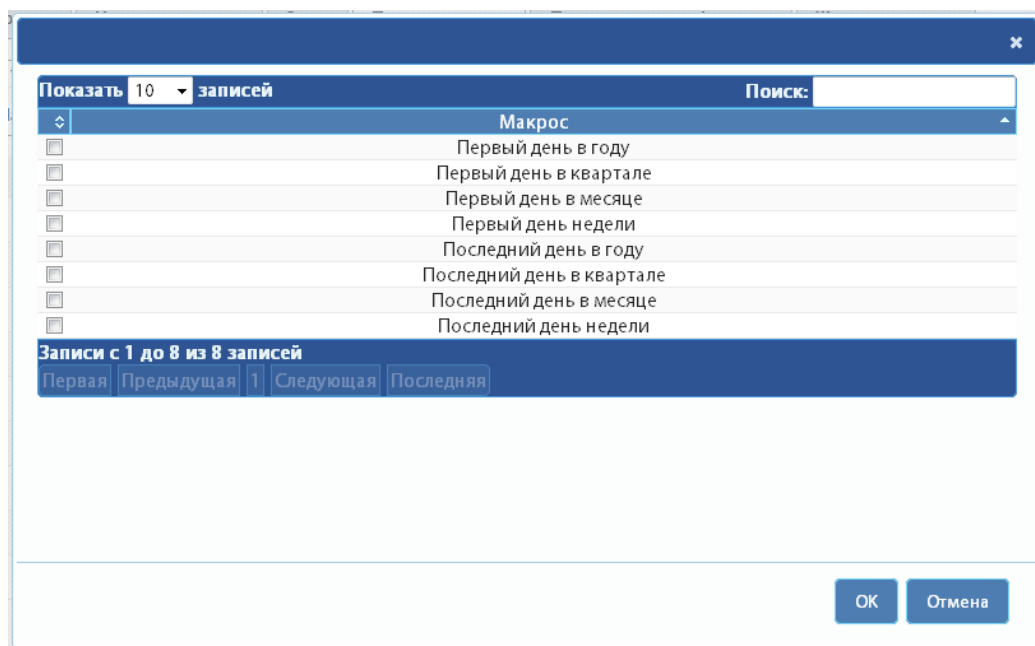 Показать 10 записей Поиск:
Макрос
Первый день в году
Первый день в квартале
Первый день в месяце
Первый день недели
Последний день в году
Последний день в квартале
Последний день в месяце
Последний день недели
Записи с 1 до 8 из 8 записей
Первая Предыдущая 1 Следующая Последняя
ОК Отмена